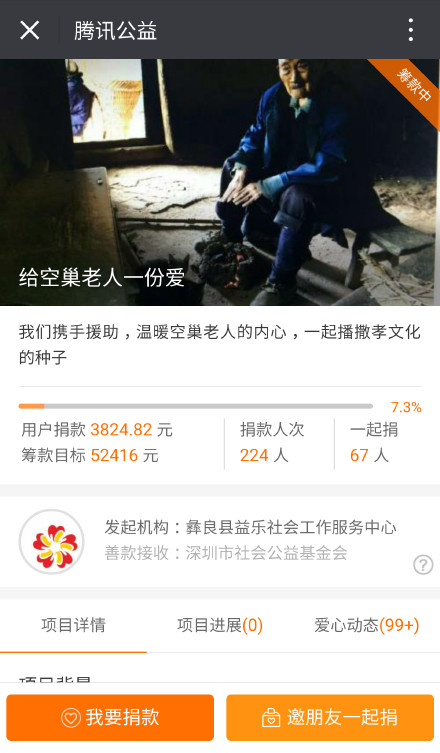 腾讯公益
筹款中
给空巢老人一份爱
我们携手援助，温暖空巢老人的内心，一起播撒孝文化
的种子
7.3%
用户捐款 3824.82 元
捐款人次
一起捐
筹款目标 52416 元
224 人
67 人
发起机构：彝良县益乐社会工作服务中心
善款接收：深圳市社会公益基金会
?
项目详情
项目进展(0)
爱心动态(99+)
项目背景
我要捐款
邀朋友一起捐